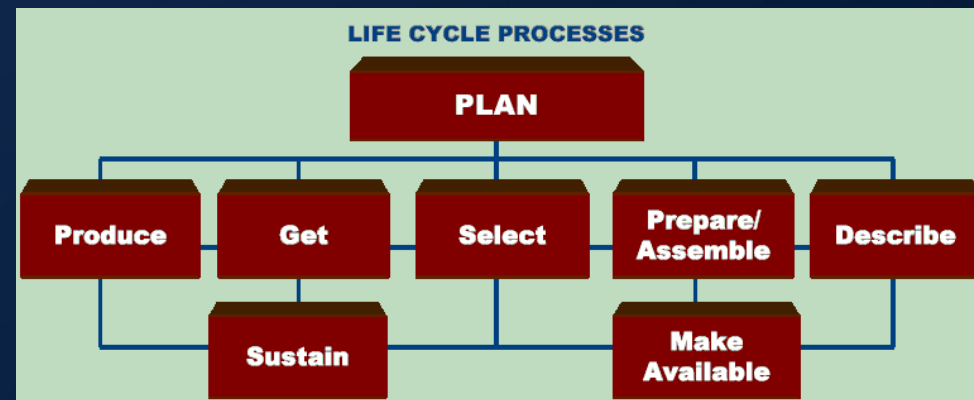 LIFE CYCLE PROCESSES
PLAN
Produce
Get
Select
Prepare/
Assemble
Describe
Sustain
Make
Available